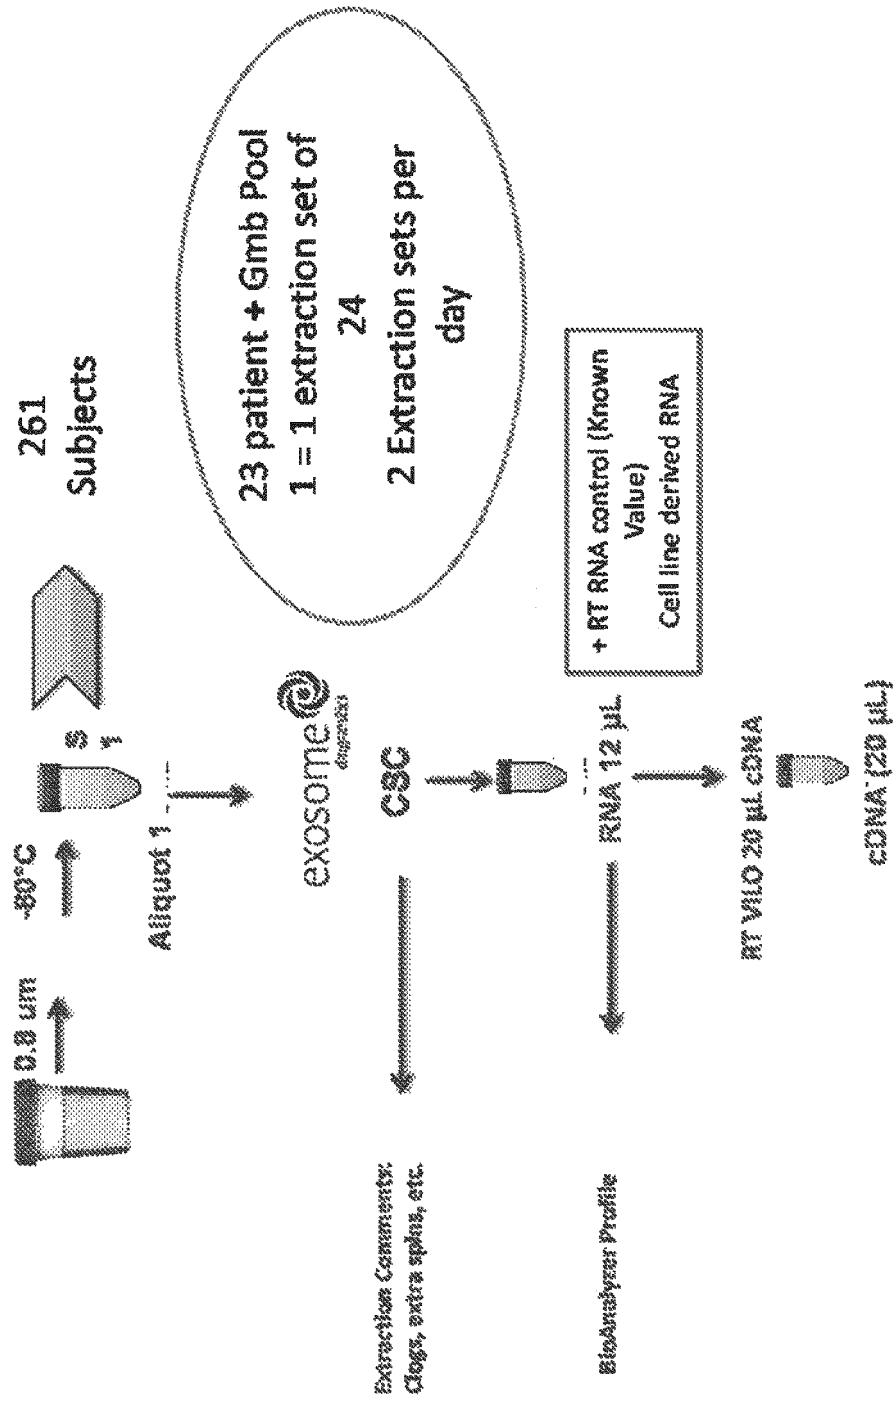 0.8 um
-80°C
S
1
261
Subjects
Aliquot 1
23 patient + Gmb Pool
1 = 1 extraction set of
24
2 Extraction sets per
day
exosome
diagnostics
CSC
Extraction Comments:
Clogs, extra spins, etc.
RNA 12 µL
+ RT RNA control (Known
Value)
Cell line derived RNA
BioAnalyzer Profile
RT VILO 20 µL cDNA
cDNA (20 µL)